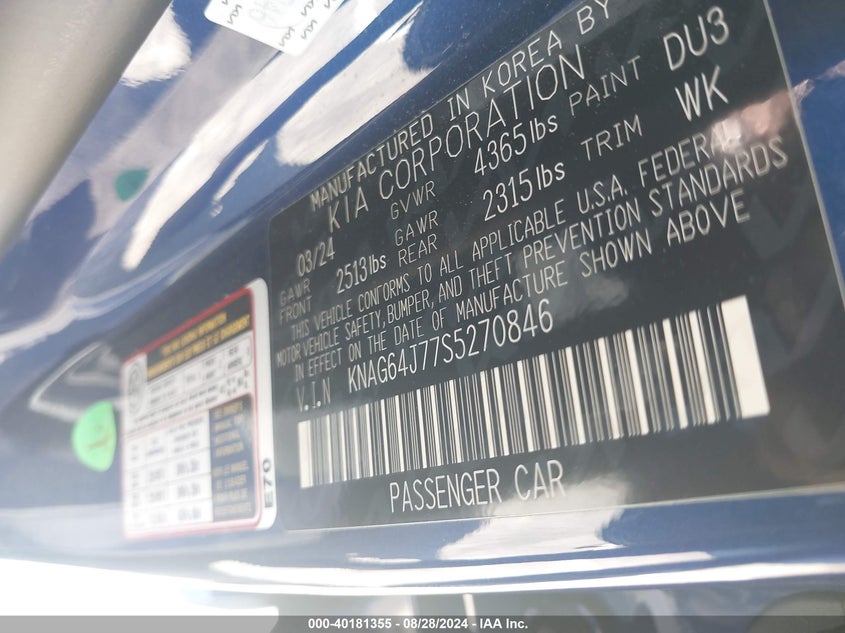 MANUFACTURED IN KOREA BY
KIA CORPORATION
03/24 GVWR 4365lbs PAINT DU3
GAWR FRONT 2513lbs GAWR REAR 2315lbs TRIM WK
THIS VEHICLE CONFORMS TO ALL APPLICABLE U.S.A. FEDERAL
MOTOR VEHICLE SAFETY, BUMPER, AND THEFT PREVENTION STANDARDS
IN EFFECT ON THE DATE OF MANUFACTURE SHOWN ABOVE
V.I.N KNAG64J77S5270846
PASSENGER CAR
E70
000-40181355 - 08/28/2024 - IAA, Inc.